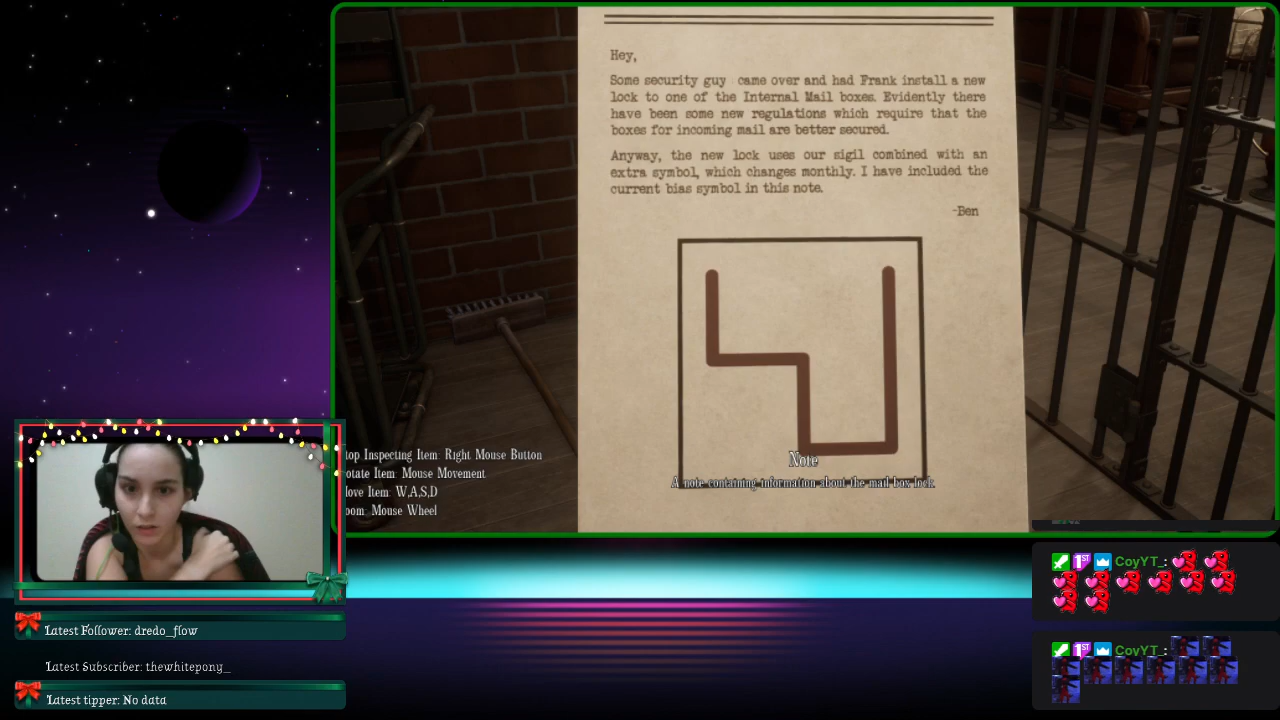 Hey,
Some security guy came over and had Frank install a new
lock to one of the Internal Mail boxes. Evidently there
have been some new regulations which require that the
boxes for incoming mail are better secured.
Anyway, the new lock uses our sigil combined with an
extra symbol, which changes monthly. I have included the
current bias symbol in this note.
-Ben
Note
A note containing information about the mail box lock.
top Inspecting Item: Right Mouse Button
otate Item: Mouse Movement
ove Item: W,A,S,D
oom: Mouse Wheel
Latest Follower: dredo_flow
Latest Subscriber: thewhitepony_
Latest tipper: No data
1ST CoyYT_:
1ST CoyYT_: